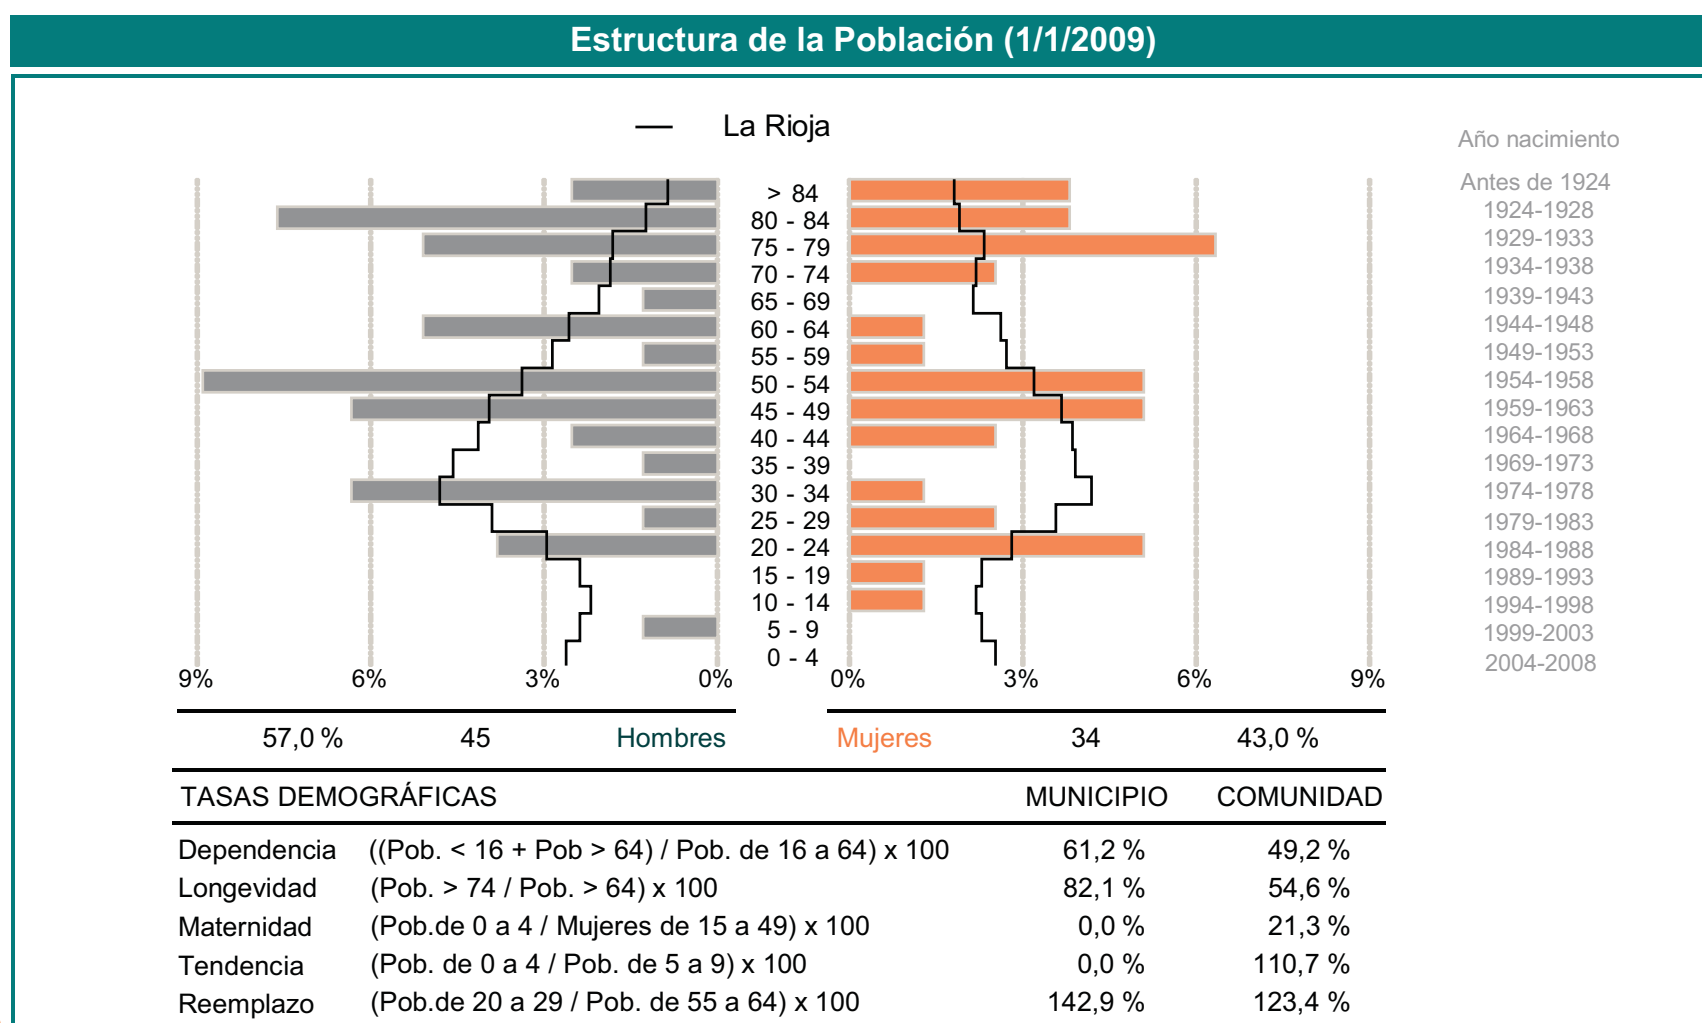 Estructura de la Población (1/1/2009)
La Rioja
Año nacimiento
> 84 Antes de 1924
80 - 84 1924-1928
75 - 79 1929-1933
70 - 74 1934-1938
65 - 69 1939-1943
60 - 64 1944-1948
55 - 59 1949-1953
50 - 54 1954-1958
45 - 49 1959-1963
40 - 44 1964-1968
35 - 39 1969-1973
30 - 34 1974-1978
25 - 29 1979-1983
20 - 24 1984-1988
15 - 19 1989-1993
10 - 14 1994-1998
5 - 9 1999-2003
0 - 4 2004-2008
9% 6% 3% 0% 0% 3% 6% 9%
57,0 % 45 Hombres Mujeres 34 43,0 %
TASAS DEMOGRÁFICAS MUNICIPIO COMUNIDAD
Dependencia ((Pob. < 16 + Pob > 64) / Pob. de 16 a 64) x 100 61,2 % 49,2 %
Longevidad (Pob. > 74 / Pob. > 64) x 100 82,1 % 54,6 %
Maternidad (Pob.de 0 a 4 / Mujeres de 15 a 49) x 100 0,0 % 21,3 %
Tendencia (Pob. de 0 a 4 / Pob. de 5 a 9) x 100 0,0 % 110,7 %
Reemplazo (Pob.de 20 a 29 / Pob. de 55 a 64) x 100 142,9 % 123,4 %